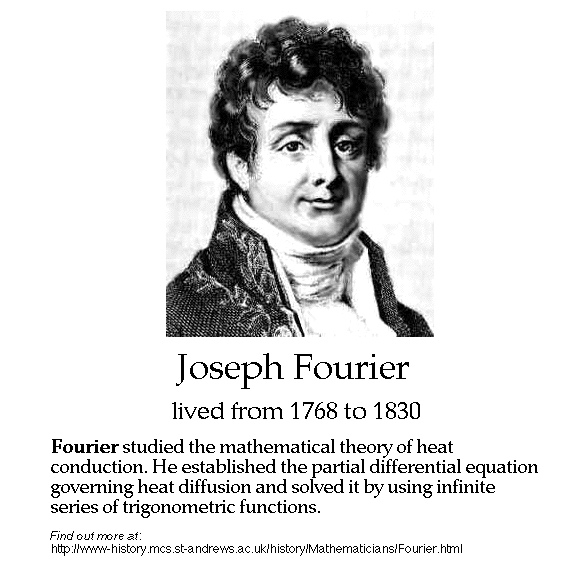 Joseph Fourier
lived from 1768 to 1830
Fourier studied the mathematical theory of heat
conduction. He established the partial differential equation
governing heat diffusion and solved it by using infinite
series of trigonometric functions.
Find out more at:
http://www-history.mcs.st-andrews.ac.uk/history/Mathematicians/Fourier.html